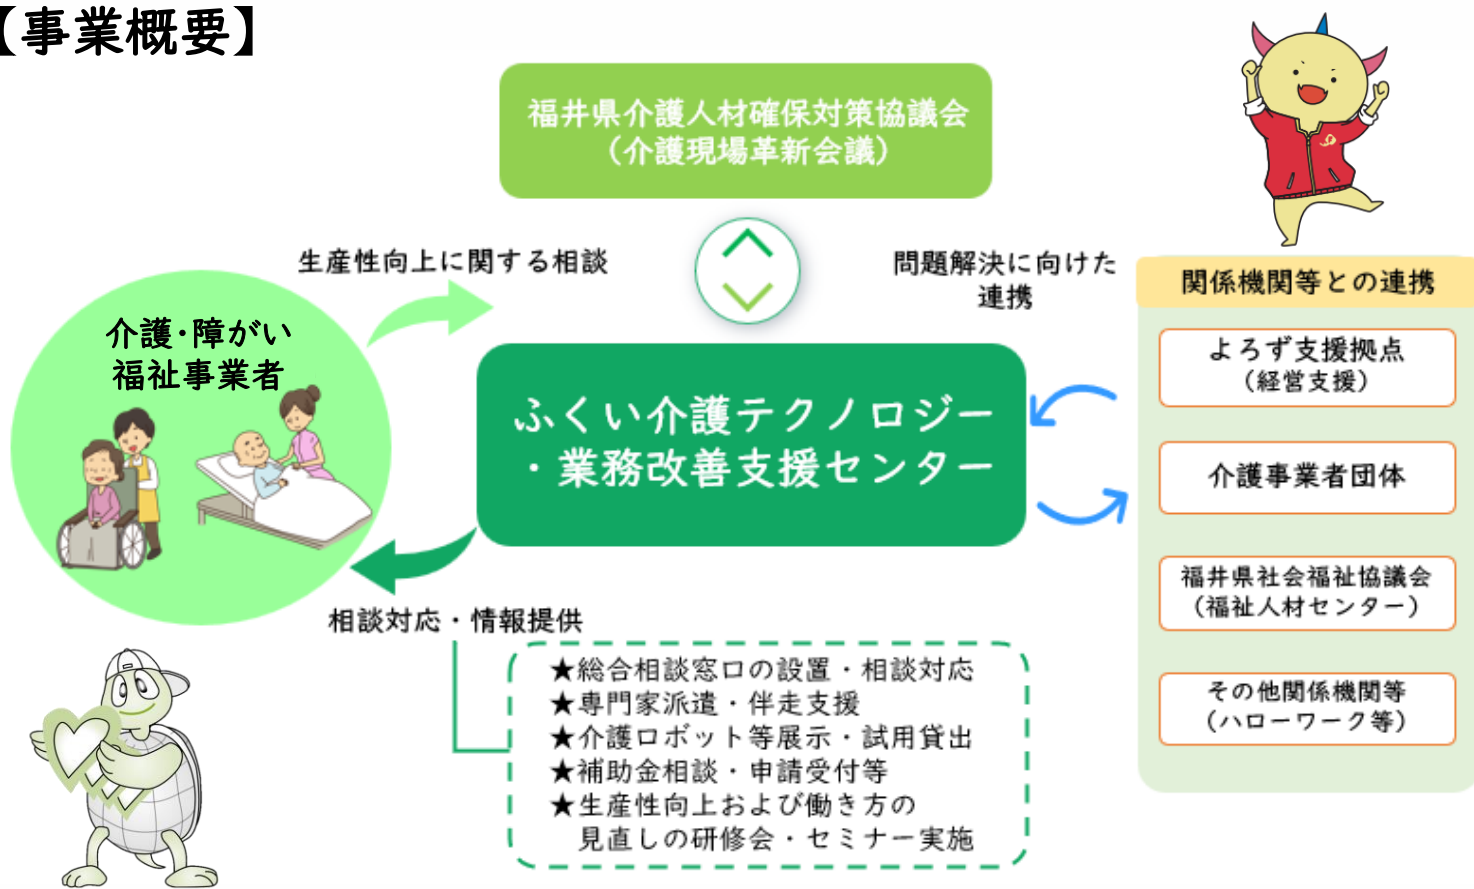 【事業概要】
福井県介護人材確保対策協議会
（介護現場革新会議）
生産性向上に関する相談
問題解決に向けた
連携
介護･障がい
福祉事業者
ふくい介護テクノロジー
・業務改善支援センター
相談対応・情報提供
★総合相談窓口の設置・相談対応
★専門家派遣・伴走支援
★介護ロボット等展示・試用貸出
★補助金相談・申請受付等
★生産性向上および働き方の
見直しの研修会・セミナー実施
関係機関等との連携
よろず支援拠点
（経営支援）
介護事業者団体
福井県社会福祉協議会
（福祉人材センター）
その他関係機関等
（ハローワーク等）